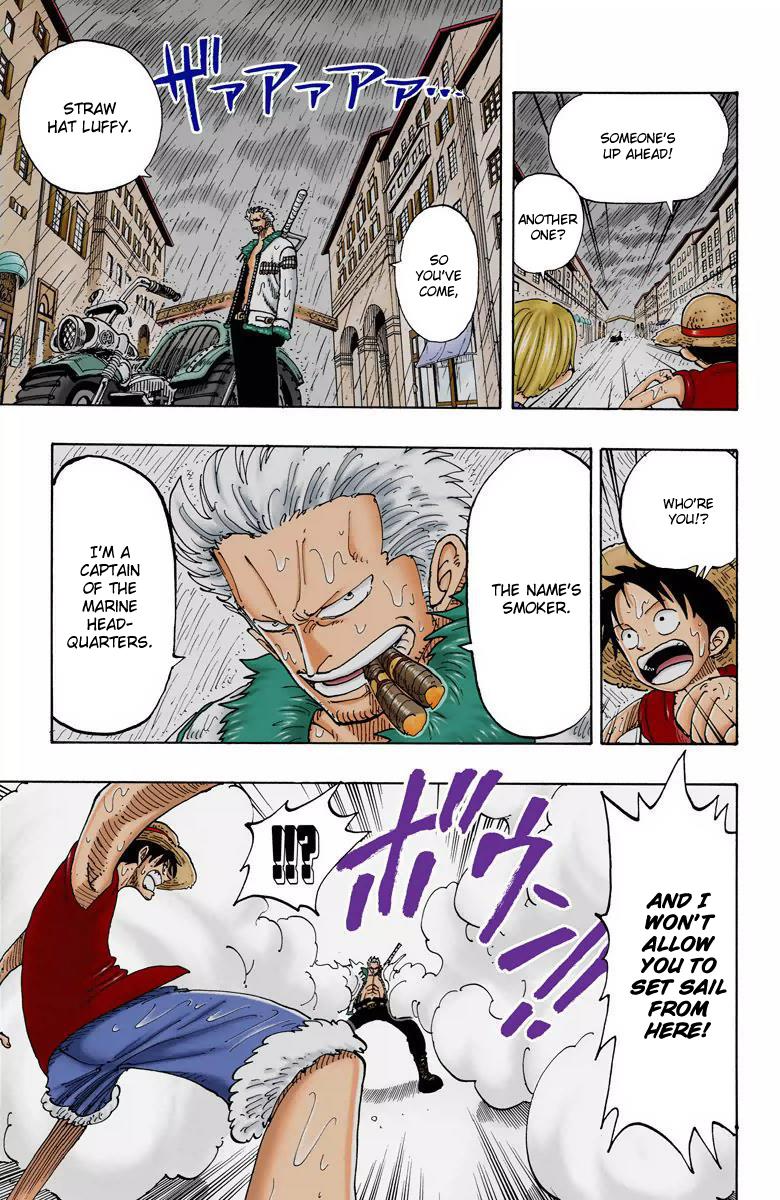 SOMEONE'S
UP AHEAD!
ANOTHER
ONE?
ザァァァァ...
SO
YOU'VE
COME,
STRAW
HAT LUFFY.
WHO'RE
YOU!?
THE NAME'S
SMOKER.
I'M A
CAPTAIN
OF THE
MARINE
HEAD-
QUARTERS.
AND I
WON'T
ALLOW
YOU TO
SET SAIL
FROM
HERE!
ボウン!!
!!?